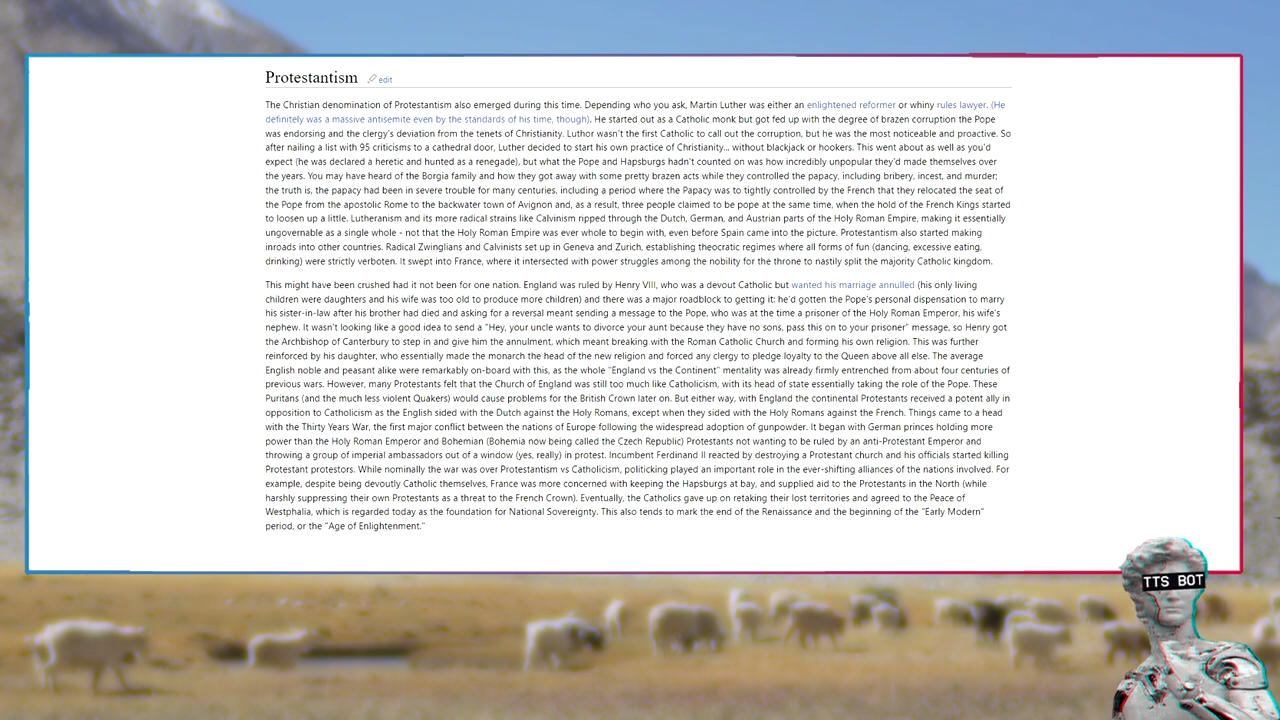 Protestantism edit
The Christian denomination of Protestantism also emerged during this time. Depending who you ask, Martin Luther was either an enlightened reformer or whiny rules lawyer. (He
definitely was a massive antisemite even by the standards of his time, though). He started out as a Catholic monk but got fed up with the degree of brazen corruption the Pope
was endorsing and the clergy's deviation from the tenets of Christianity. Luthor wasn't the first Catholic to call out the corruption, but he was the most noticeable and proactive. So
after nailing a list with 95 criticisms to a cathedral door, Luther decided to start his own practice of Christianity... without blackjack or hookers. This went about as well as you'd
expect (he was declared a heretic and hunted as a renegade), but what the Pope and Hapsburgs hadn't counted on was how incredibly unpopular they'd made themselves over
the years. You may have heard of the Borgia family and how they got away with some pretty brazen acts while they controlled the papacy, including bribery, incest, and murder;
the truth is, the papacy had been in severe trouble for many centuries, including a period where the Papacy was to tightly controlled by the French that they relocated the seat of
the Pope from the apostolic Rome to the backwater town of Avignon and, as a result, three people claimed to be pope at the same time, when the hold of the French Kings started
to loosen up a little. Lutheranism and its more radical strains like Calvinism ripped through the Dutch, German, and Austrian parts of the Holy Roman Empire, making it essentially
ungovernable as a single whole - not that the Holy Roman Empire was ever whole to begin with, even before Spain came into the picture. Protestantism also started making
inroads into other countries. Radical Zwinglians and Calvinists set up in Geneva and Zurich, establishing theocratic regimes where all forms of fun (dancing, excessive eating,
drinking) were strictly verboten. It swept into France, where it intersected with power struggles among the nobility for the throne to nastily split the majority Catholic kingdom.
This might have been crushed had it not been for one nation. England was ruled by Henry VIII, who was a devout Catholic but wanted his marriage annulled (his only living
children were daughters and his wife was too old to produce more children) and there was a major roadblock to getting it: he'd gotten the Pope's personal dispensation to marry
his sister-in-law after his brother had died and asking for a reversal meant sending a message to the Pope, who was at the time a prisoner of the Holy Roman Emperor, his wife's
nephew. It wasn't looking like a good idea to send a "Hey, your uncle wants to divorce your aunt because they have no sons, pass this on to your prisoner" message, so Henry got
the Archbishop of Canterbury to step in and give him the annulment, which meant breaking with the Roman Catholic Church and forming his own religion. This was further
reinforced by his daughter, who essentially made the monarch the head of the new religion and forced any clergy to pledge loyalty to the Queen above all else. The average
English noble and peasant alike were remarkably on-board with this, as the whole "England vs the Continent" mentality was already firmly entrenched from about four centuries of
previous wars. However, many Protestants felt that the Church of England was still too much like Catholicism, with its head of state essentially taking the role of the Pope. These
Puritans (and the much less violent Quakers) would cause problems for the British Crown later on. But either way, with England the continental Protestants received a potent ally in
opposition to Catholicism as the English sided with the Dutch against the Holy Romans, except when they sided with the Holy Romans against the French. Things came to a head
with the Thirty Years War, the first major conflict between the nations of Europe following the widespread adoption of gunpowder. It began with German princes holding more
power than the Holy Roman Emperor and Bohemian (Bohemia now being called the Czech Republic) Protestants not wanting to be ruled by an anti-Protestant Emperor and
throwing a group of imperial ambassadors out of a window (yes, really) in protest. Incumbent Ferdinand II reacted by destroying a Protestant church and his officials started killing
Protestant protestors. While nominally the war was over Protestantism vs Catholicism, politicking played an important role in the ever-shifting alliances of the nations involved. For
example, despite being devoutly Catholic themselves, France was more concerned with keeping the Hapsburgs at bay, and supplied aid to the Protestants in the North (while
harshly suppressing their own Protestants as a threat to the French Crown). Eventually, the Catholics gave up on retaking their lost territories and agreed to the Peace of
Westphalia, which is regarded today as the foundation for National Sovereignty. This also tends to mark the end of the Renaissance and the beginning of the "Early Modern"
period, or the "Age of Enlightenment."
TTS BOT